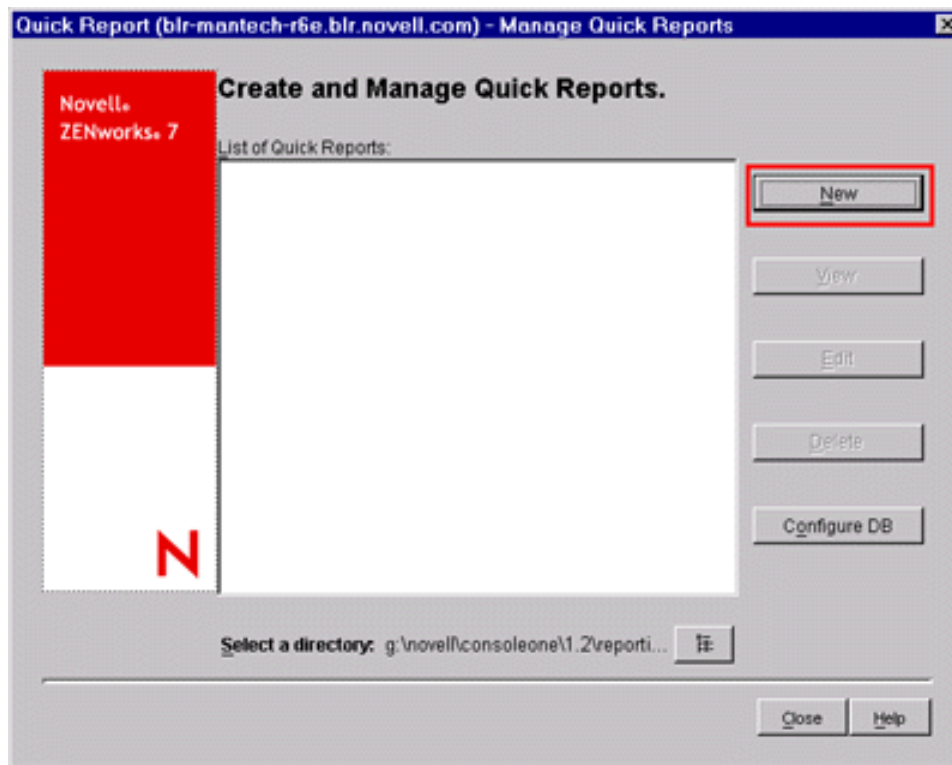 Quick Report (blr-mantech-r6e.blr.novell.com) - Manage Quick Reports
Novell®
ZENworks® 7
Create and Manage Quick Reports.
List of Quick Reports:
New
View
Edit
Delete
Configure DB
N
Select a directory: g:\novell\consoleone\1.2\reporti...
Close
Help